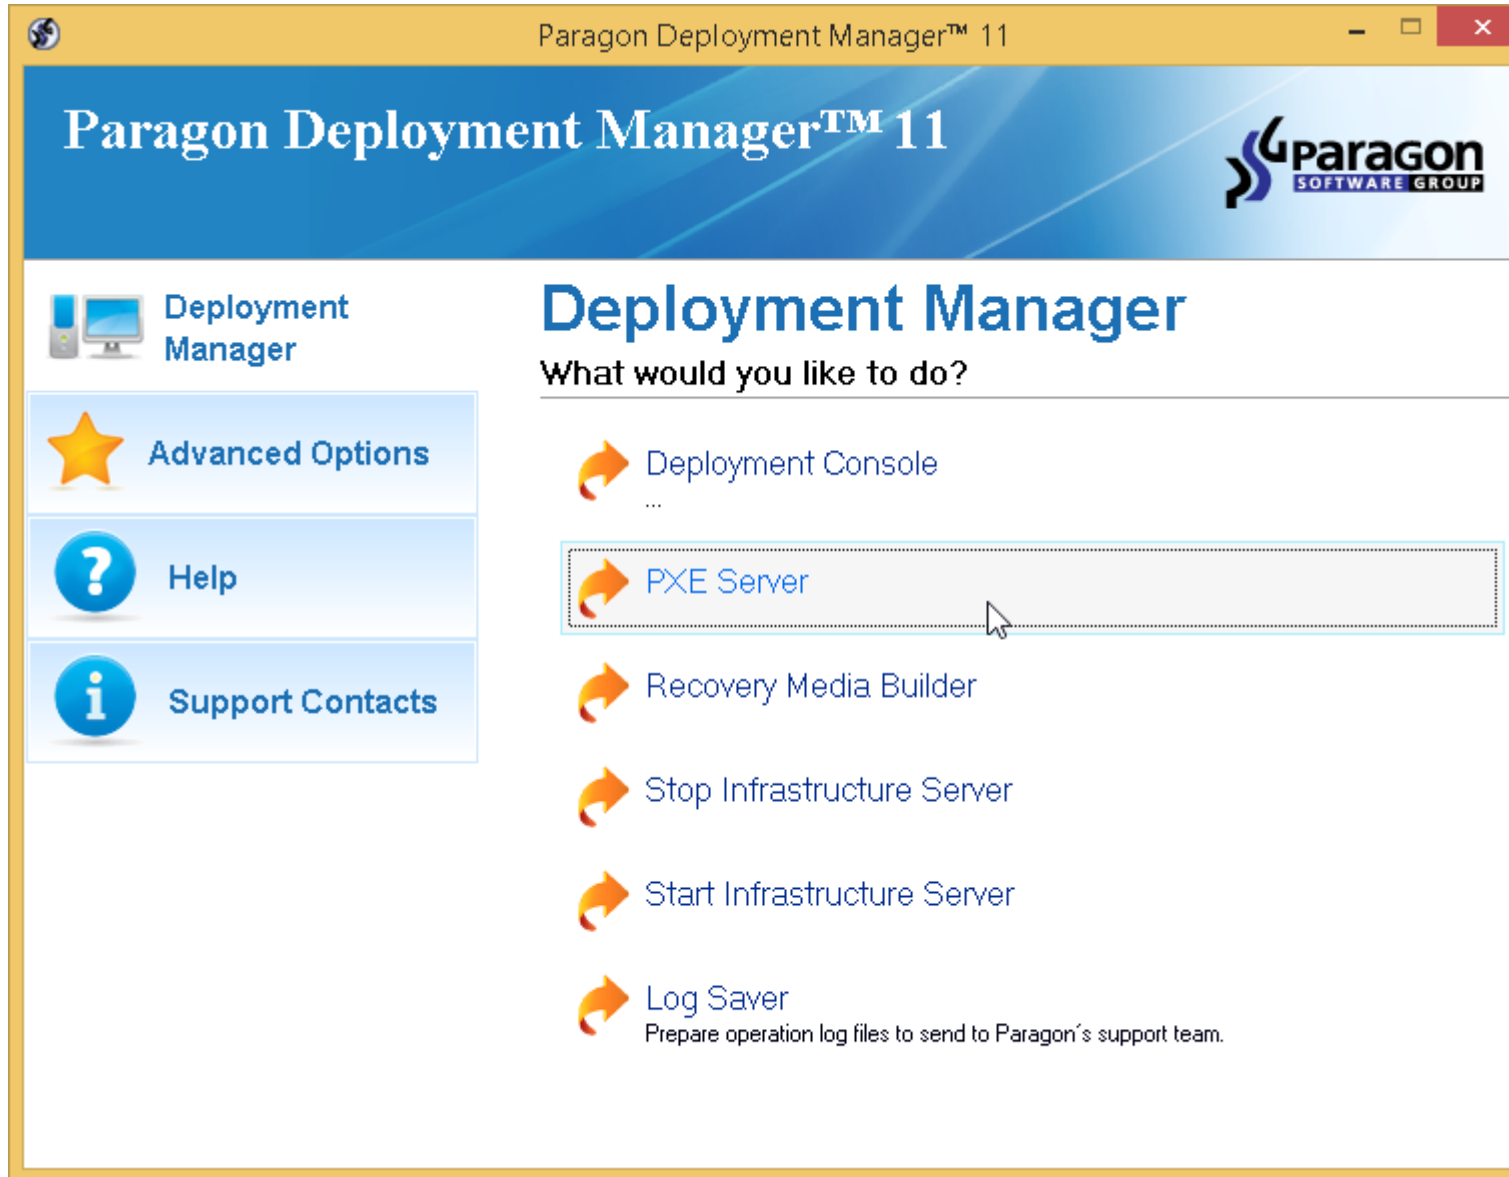 Paragon Deployment Manager™ 11
Paragon Deployment Manager™ 11
Paragon
SOFTWARE GROUP
Deployment
Manager
Advanced Options
Help
Support Contacts
Deployment Manager
What would you like to do?
Deployment Console
...
PXE Server
Recovery Media Builder
Stop Infrastructure Server
Start Infrastructure Server
Log Saver
Prepare operation log files to send to Paragon´s support team.